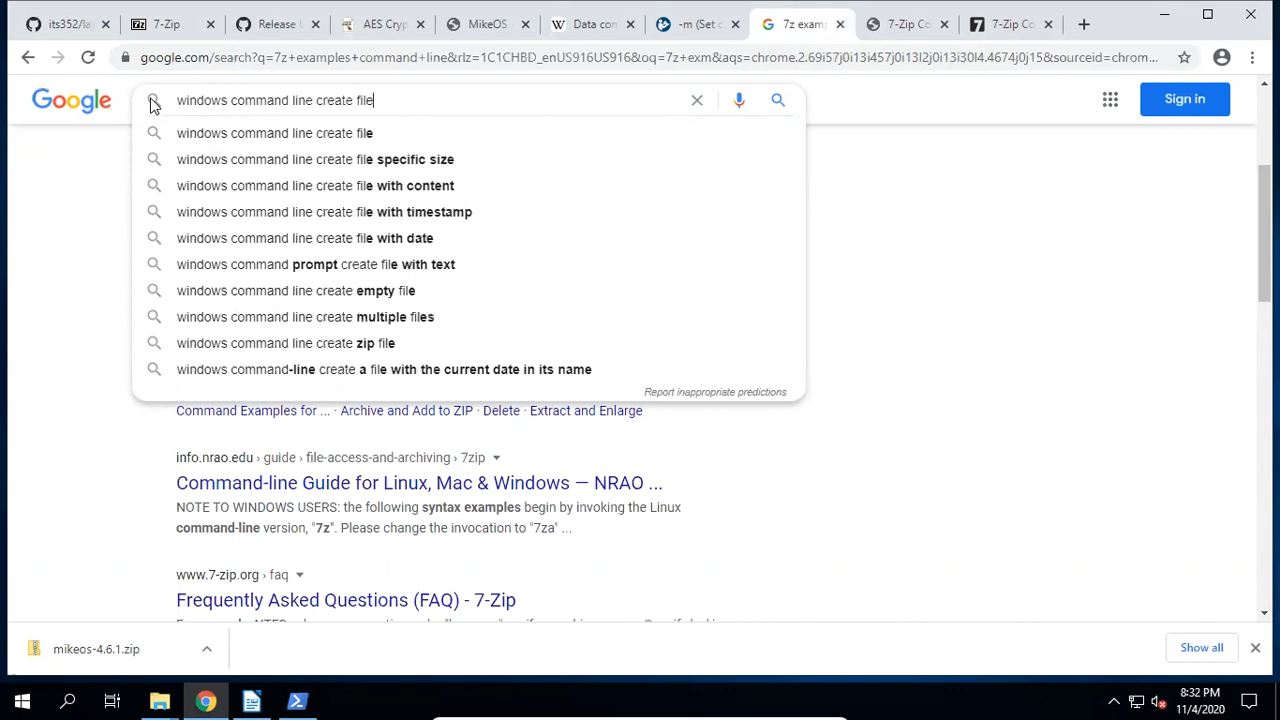 its352/la
7-Zip
Release L
AES Cryp
MikeOS
Data com
-m (Set c
7z examp
7-Zip Co
7-Zip Co
google.com/search?q=7z+examples+command+line&rlz=1C1CHBD_enUS916US916&oq=7z+exm&aqs=chrome.2.69i57j0i13i457j0i13l2j0i13i30l4.4674j0j15&sourceid=chrom...
Google
windows command line create file
Sign in
windows command line create file
windows command line create file specific size
windows command line create file with content
windows command line create file with timestamp
windows command line create file with date
windows command prompt create file with text
windows command line create empty file
windows command line create multiple files
windows command line create zip file
windows command-line create a file with the current date in its name
Report inappropriate predictions
Command Examples for ... · Archive and Add to ZIP · Delete · Extract and Enlarge
info.nrao.edu › guide › file-access-and-archiving › 7zip
Command-line Guide for Linux, Mac & Windows — NRAO ...
NOTE TO WINDOWS USERS: the following syntax examples begin by invoking the Linux
command-line version, "7z". Please change the invocation to "7za" ...
www.7-zip.org › faq
Frequently Asked Questions (FAQ) - 7-Zip
mikeos-4.6.1.zip
Show all
8:32 PM
11/4/2020